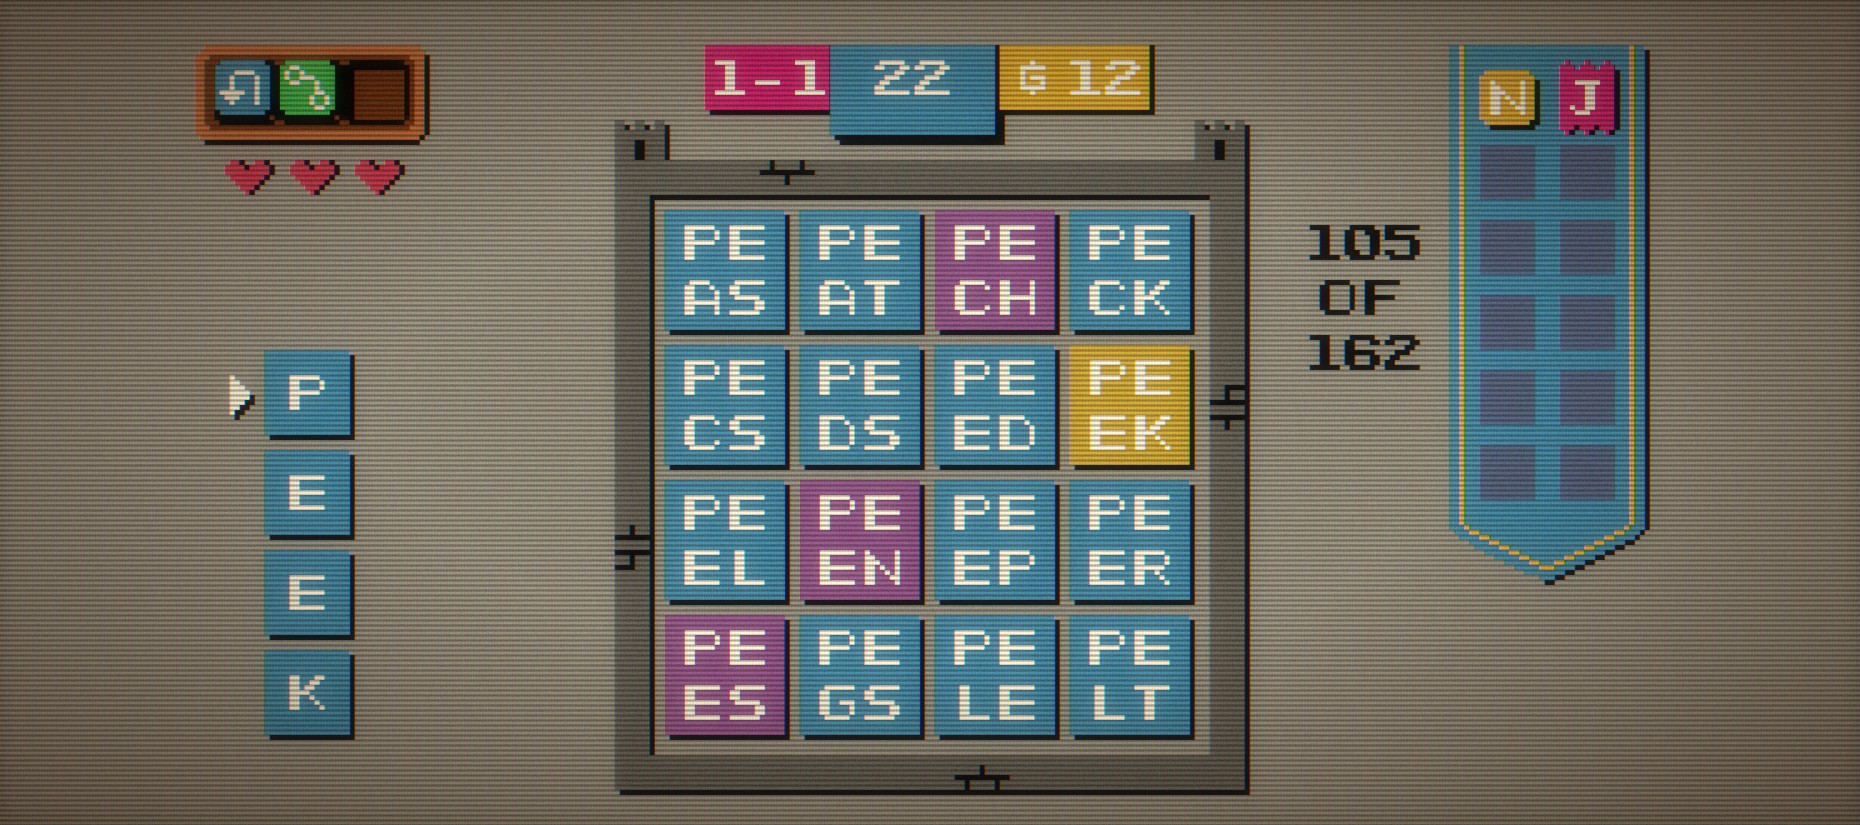 1-1 22 G 12
N J
PE AS PE AT PE CH PE CK
PE CS PE DS PE ED PE EK
PE EL PE EN PE EP PE ER
PE ES PE GS PE LE PE LT
105
OF
162
P
E
E
K